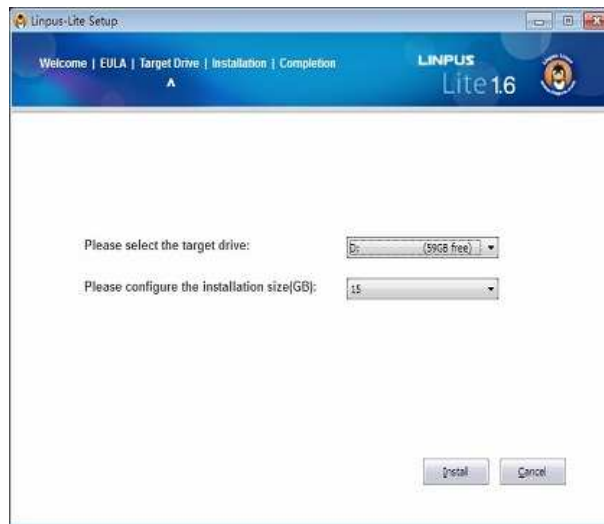 Linpus-Lite Setup
Welcome | EULA | Target Drive | Installation | Completion
^
LINPUS
Lite 1.6
Please select the target drive:
D: (59GB free)
Please configure the installation size(GB):
15
Install
Cancel